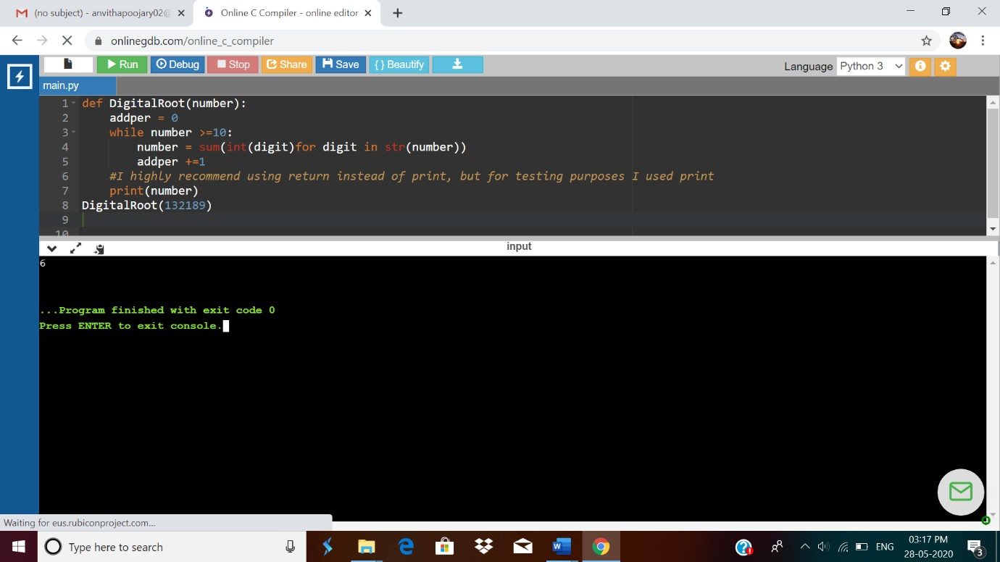 (no subject) - anvithapoojary02@
Online C Compiler - online editor
onlinegdb.com/online_c_compiler
Run Debug Stop Share Save {} Beautify
Language Python 3
main.py
1 def DigitalRoot(number):
2 addper = 0
3 while number >=10:
4 number = sum(int(digit)for digit in str(number))
5 addper +=1
6 #I highly recommend using return instead of print, but for testing purposes I used print
7 print(number)
8 DigitalRoot(132189)
9
10
input
6
...Program finished with exit code 0
Press ENTER to exit console.
Waiting for eus.rubiconproject.com...
Type here to search
ENG
03:17 PM
28-05-2020
3